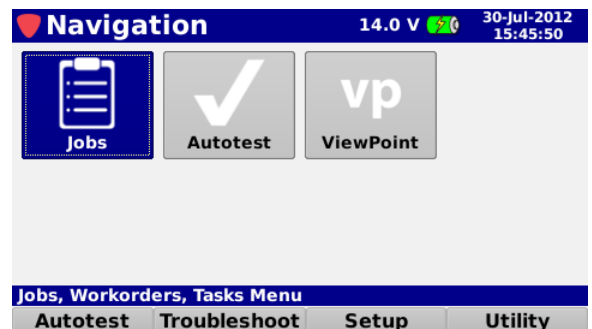 Navigation 14.0 V 30-Jul-2012
15:45:50
vp
Jobs Autotest ViewPoint
Jobs, Workorders, Tasks Menu
Autotest Troubleshoot Setup Utility